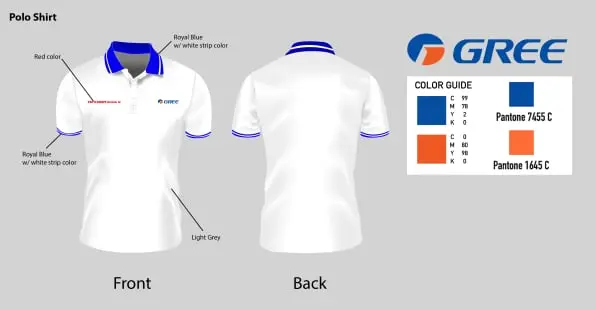 Polo Shirt
Royal Blue
w/ white strip color
Red color
GREE
Royal Blue
w/ white strip color
Light Grey
Front
Back
GREE
COLOR GUIDE
C 99
M 78
Y 2
K 0
Pantone 7455 C
C 0
M 80
Y 98
K 0
Pantone 1645 C